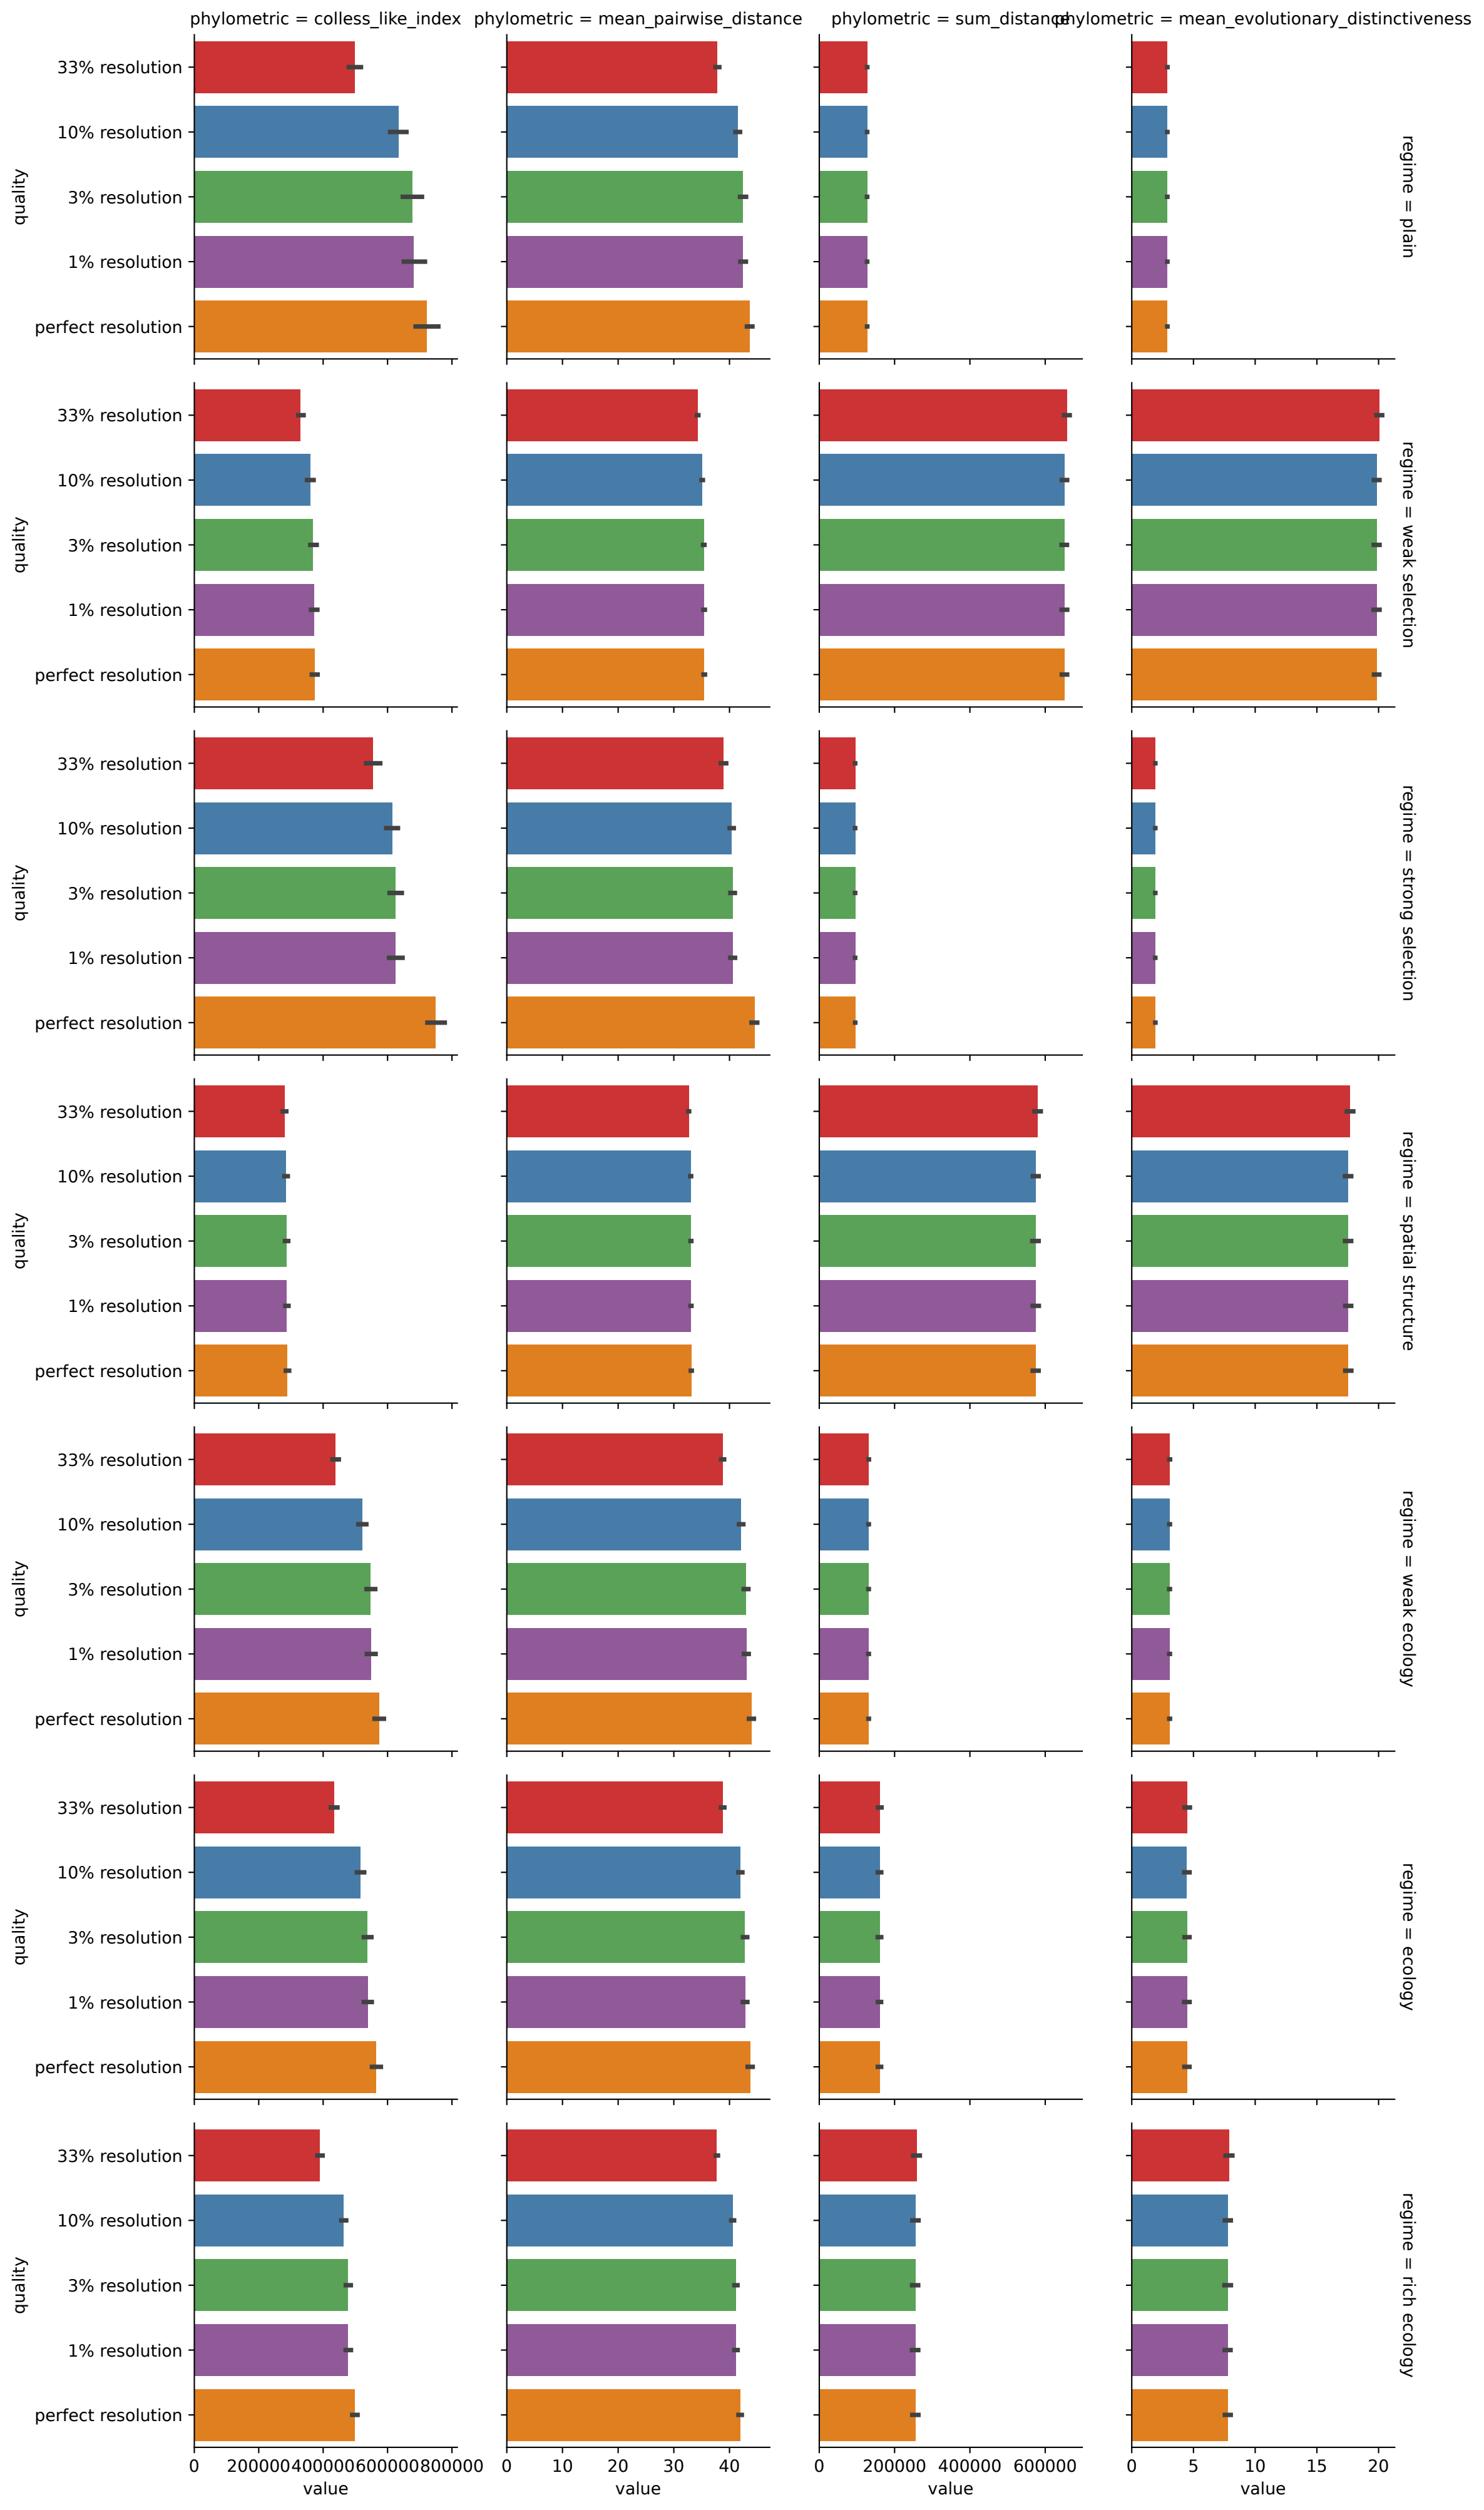 phylometric = colless_like_index
phylometric = mean_pairwise_distance
phylometric = sum_distance
phylometric = mean_evolutionary_distinctiveness
quality
33% resolution
10% resolution
3% resolution
1% resolution
perfect resolution
regime = plain
quality
33% resolution
10% resolution
3% resolution
1% resolution
perfect resolution
regime = weak selection
quality
33% resolution
10% resolution
3% resolution
1% resolution
perfect resolution
regime = strong selection
quality
33% resolution
10% resolution
3% resolution
1% resolution
perfect resolution
regime = spatial structure
quality
33% resolution
10% resolution
3% resolution
1% resolution
perfect resolution
regime = weak ecology
quality
33% resolution
10% resolution
3% resolution
1% resolution
perfect resolution
regime = ecology
quality
33% resolution
10% resolution
3% resolution
1% resolution
perfect resolution
regime = rich ecology
0 200000 400000 600000 800000
value
0 10 20 30 40
value
0 200000 400000 600000
value
0 5 10 15 20
value